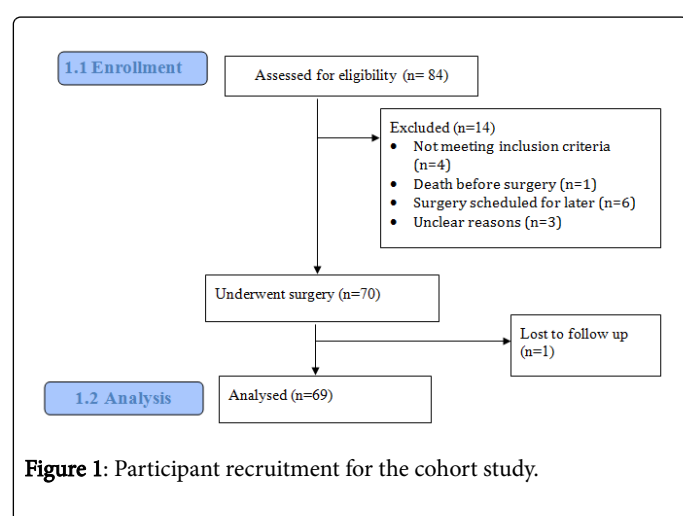 1.1 Enrollment
Assessed for eligibility (n= 84)
Excluded (n=14)
• Not meeting inclusion criteria
(n=4)
• Death before surgery (n=1)
• Surgery scheduled for later (n=6)
• Unclear reasons (n=3)
Underwent surgery (n=70)
Lost to follow up
(n=1)
1.2 Analysis
Analysed (n=69)
Figure 1: Participant recruitment for the cohort study.